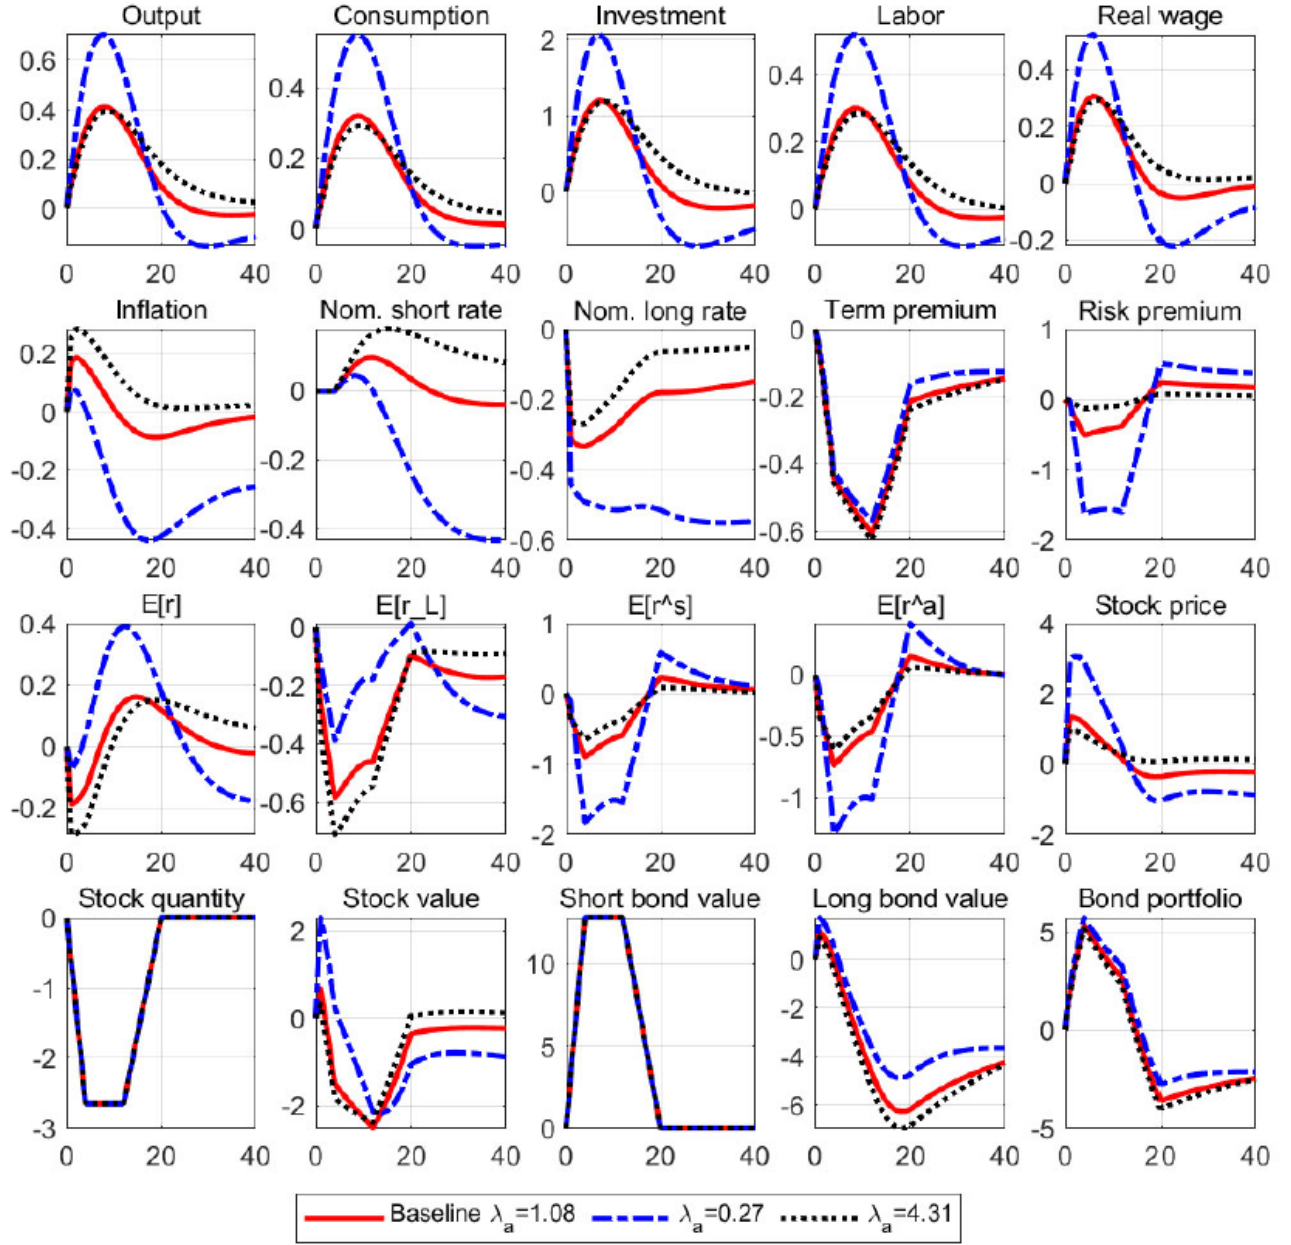 Output Consumption Investment Labor Real wage
0.6
0.4
0.2
0
0 20 40
0.4
0.2
0
0 20 40
2
1
0
0 20 40
0.4
0.2
0
0 20 40
0.4
0.2
0
-0.2
0 20 40
Inflation Nom. short rate Nom. long rate Term premium Risk premium
0.2
0
-0.2
-0.4
0 20 40
0
-0.2
-0.4
0 20 40
0
-0.2
-0.4
-0.6
0 20 40
0
-0.2
-0.4
-0.6
0 20 40
1
0
-1
-2
0 20 40
E[r] E[r_L] E[r^s] E[r^a] Stock price
0.4
0.2
0
-0.2
0 20 40
0
-0.2
-0.4
-0.6
0 20 40
1
0
-1
-2
0 20 40
0
-0.5
-1
0 20 40
4
2
0
-2
0 20 40
Stock quantity Stock value Short bond value Long bond value Bond portfolio
0
-1
-2
-3
0 20 40
2
0
-2
0 20 40
10
5
0
0 20 40
0
-2
-4
-6
0 20 40
5
0
-5
0 20 40
Baseline λ_a=1.08 λ_a=0.27 λ_a=4.31